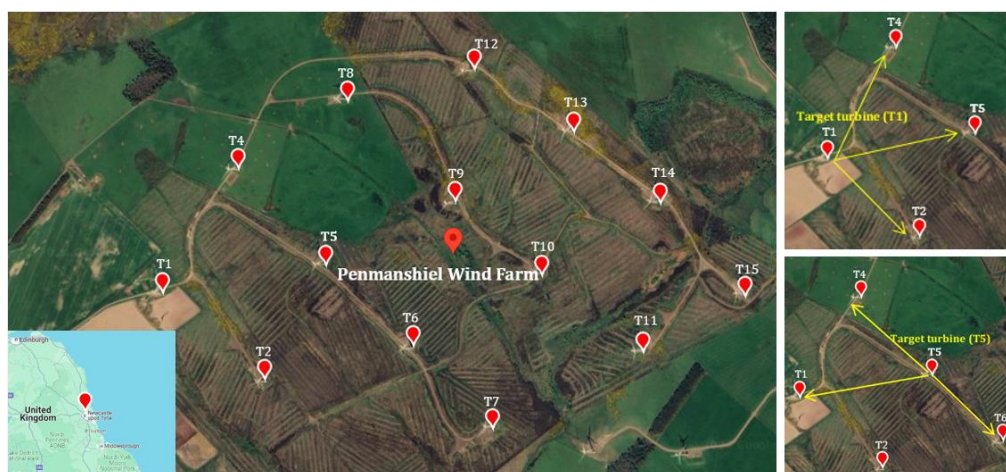 T12
T8
T13
T4
T14
T9
T5
T10
T1
Penmanshiel Wind Farm
T15
T6
T11
T2
T7
Edinburgh
United
Kingdom
Newcastle
upon Tyne
Middlesbrough
T4
T5
Target turbine (T1)
T1
T2
T4
Target turbine (T5)
T5
T1
T6
T2